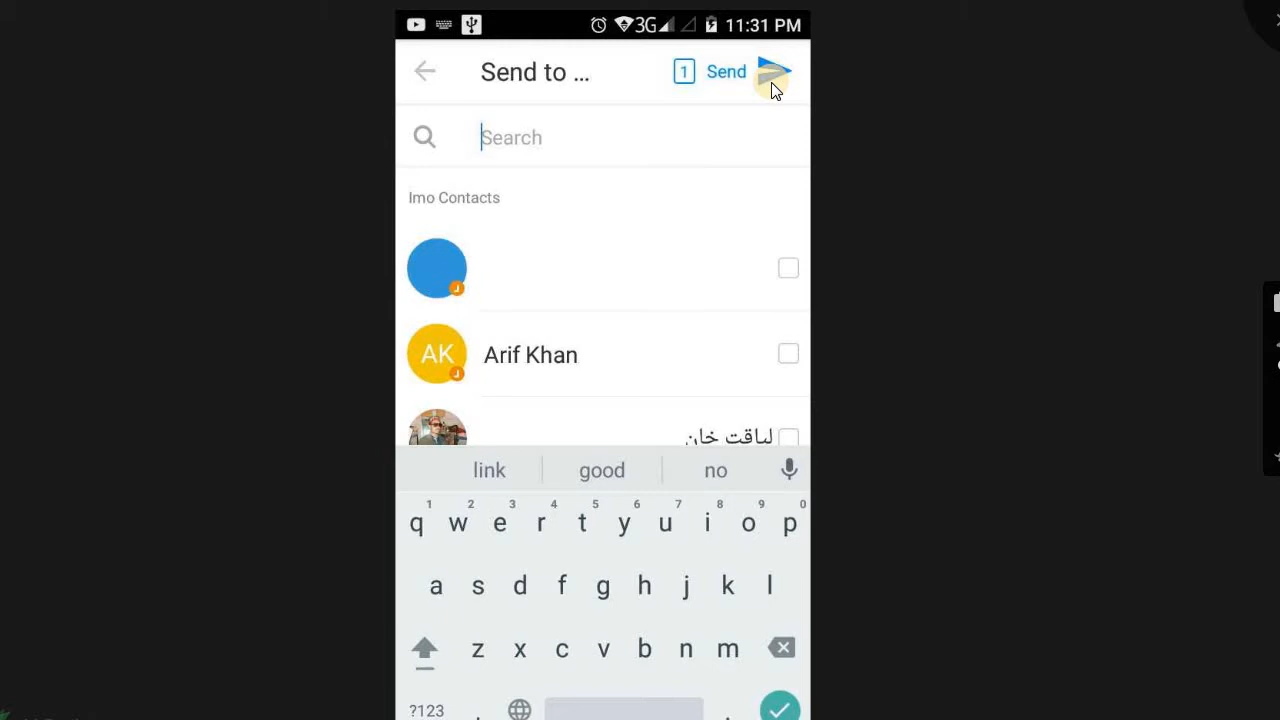 3G 11:31 PM
Send to ... 1 Send
Search
Imo Contacts
AK Arif Khan
لیاقت خان
link good no
1 2 3 4 5 6 7 8 9 0
q w e r t y u i o p
a s d f g h j k l
z x c v b n m
?123 , .